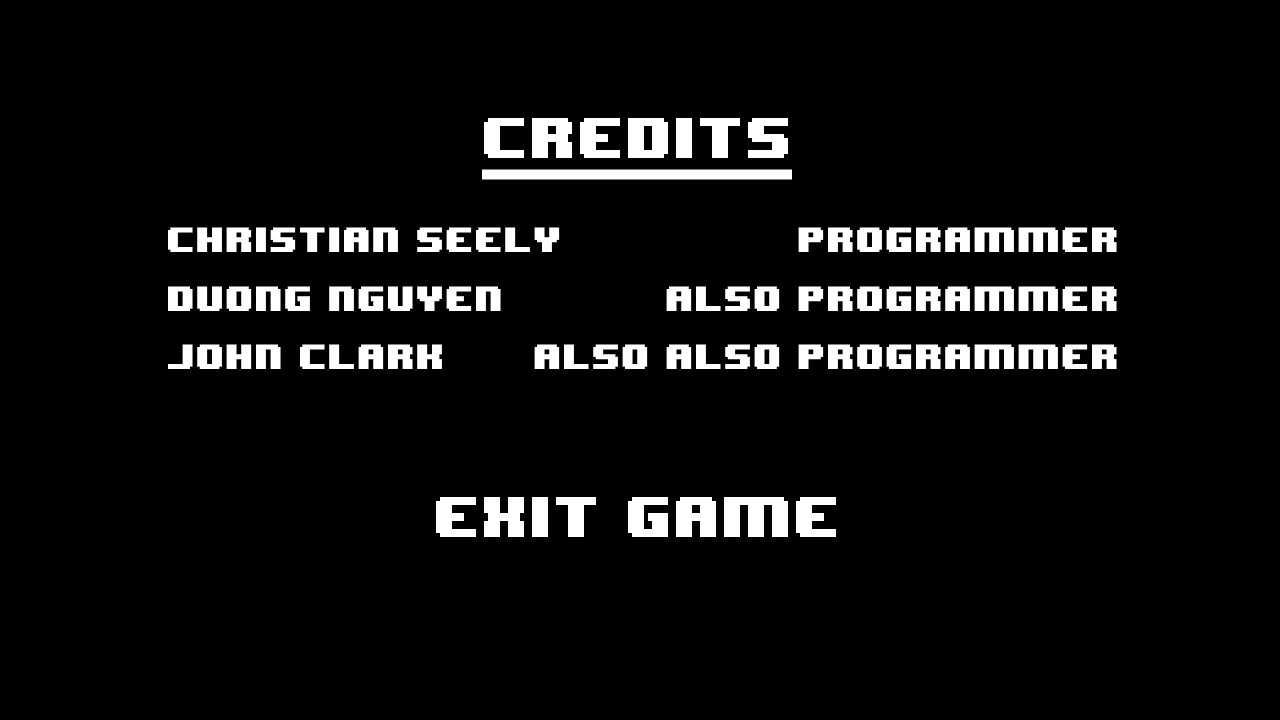 CREDITS
CHRISTIAN SEELY PROGRAMMER
DUONG NGUYEN ALSO PROGRAMMER
JOHN CLARK ALSO ALSO PROGRAMMER
EXIT GAME